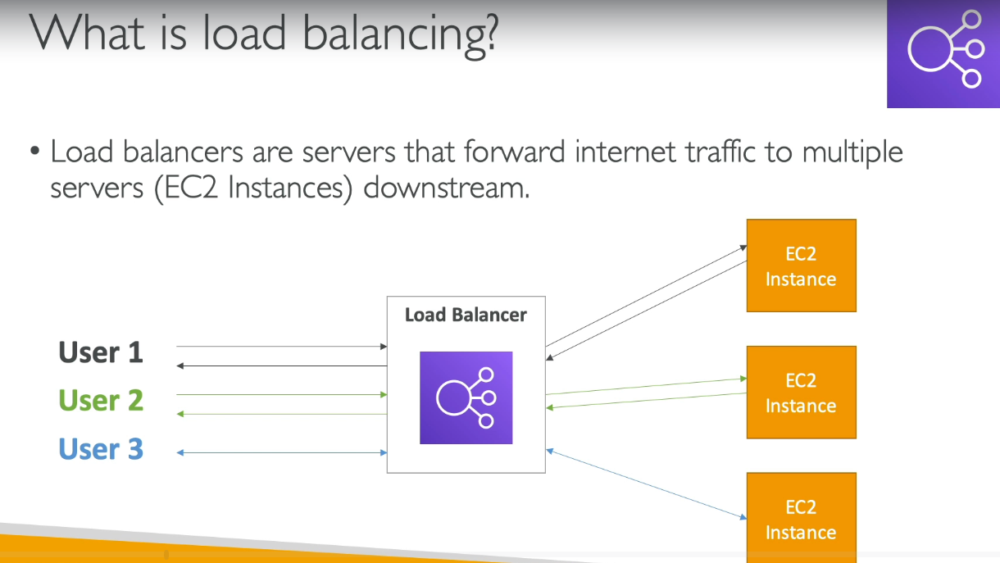 What is load balancing?
• Load balancers are servers that forward internet traffic to multiple
servers (EC2 Instances) downstream.
EC2
Instance
Load Balancer
User 1
EC2
Instance
User 2
User 3
EC2
Instance